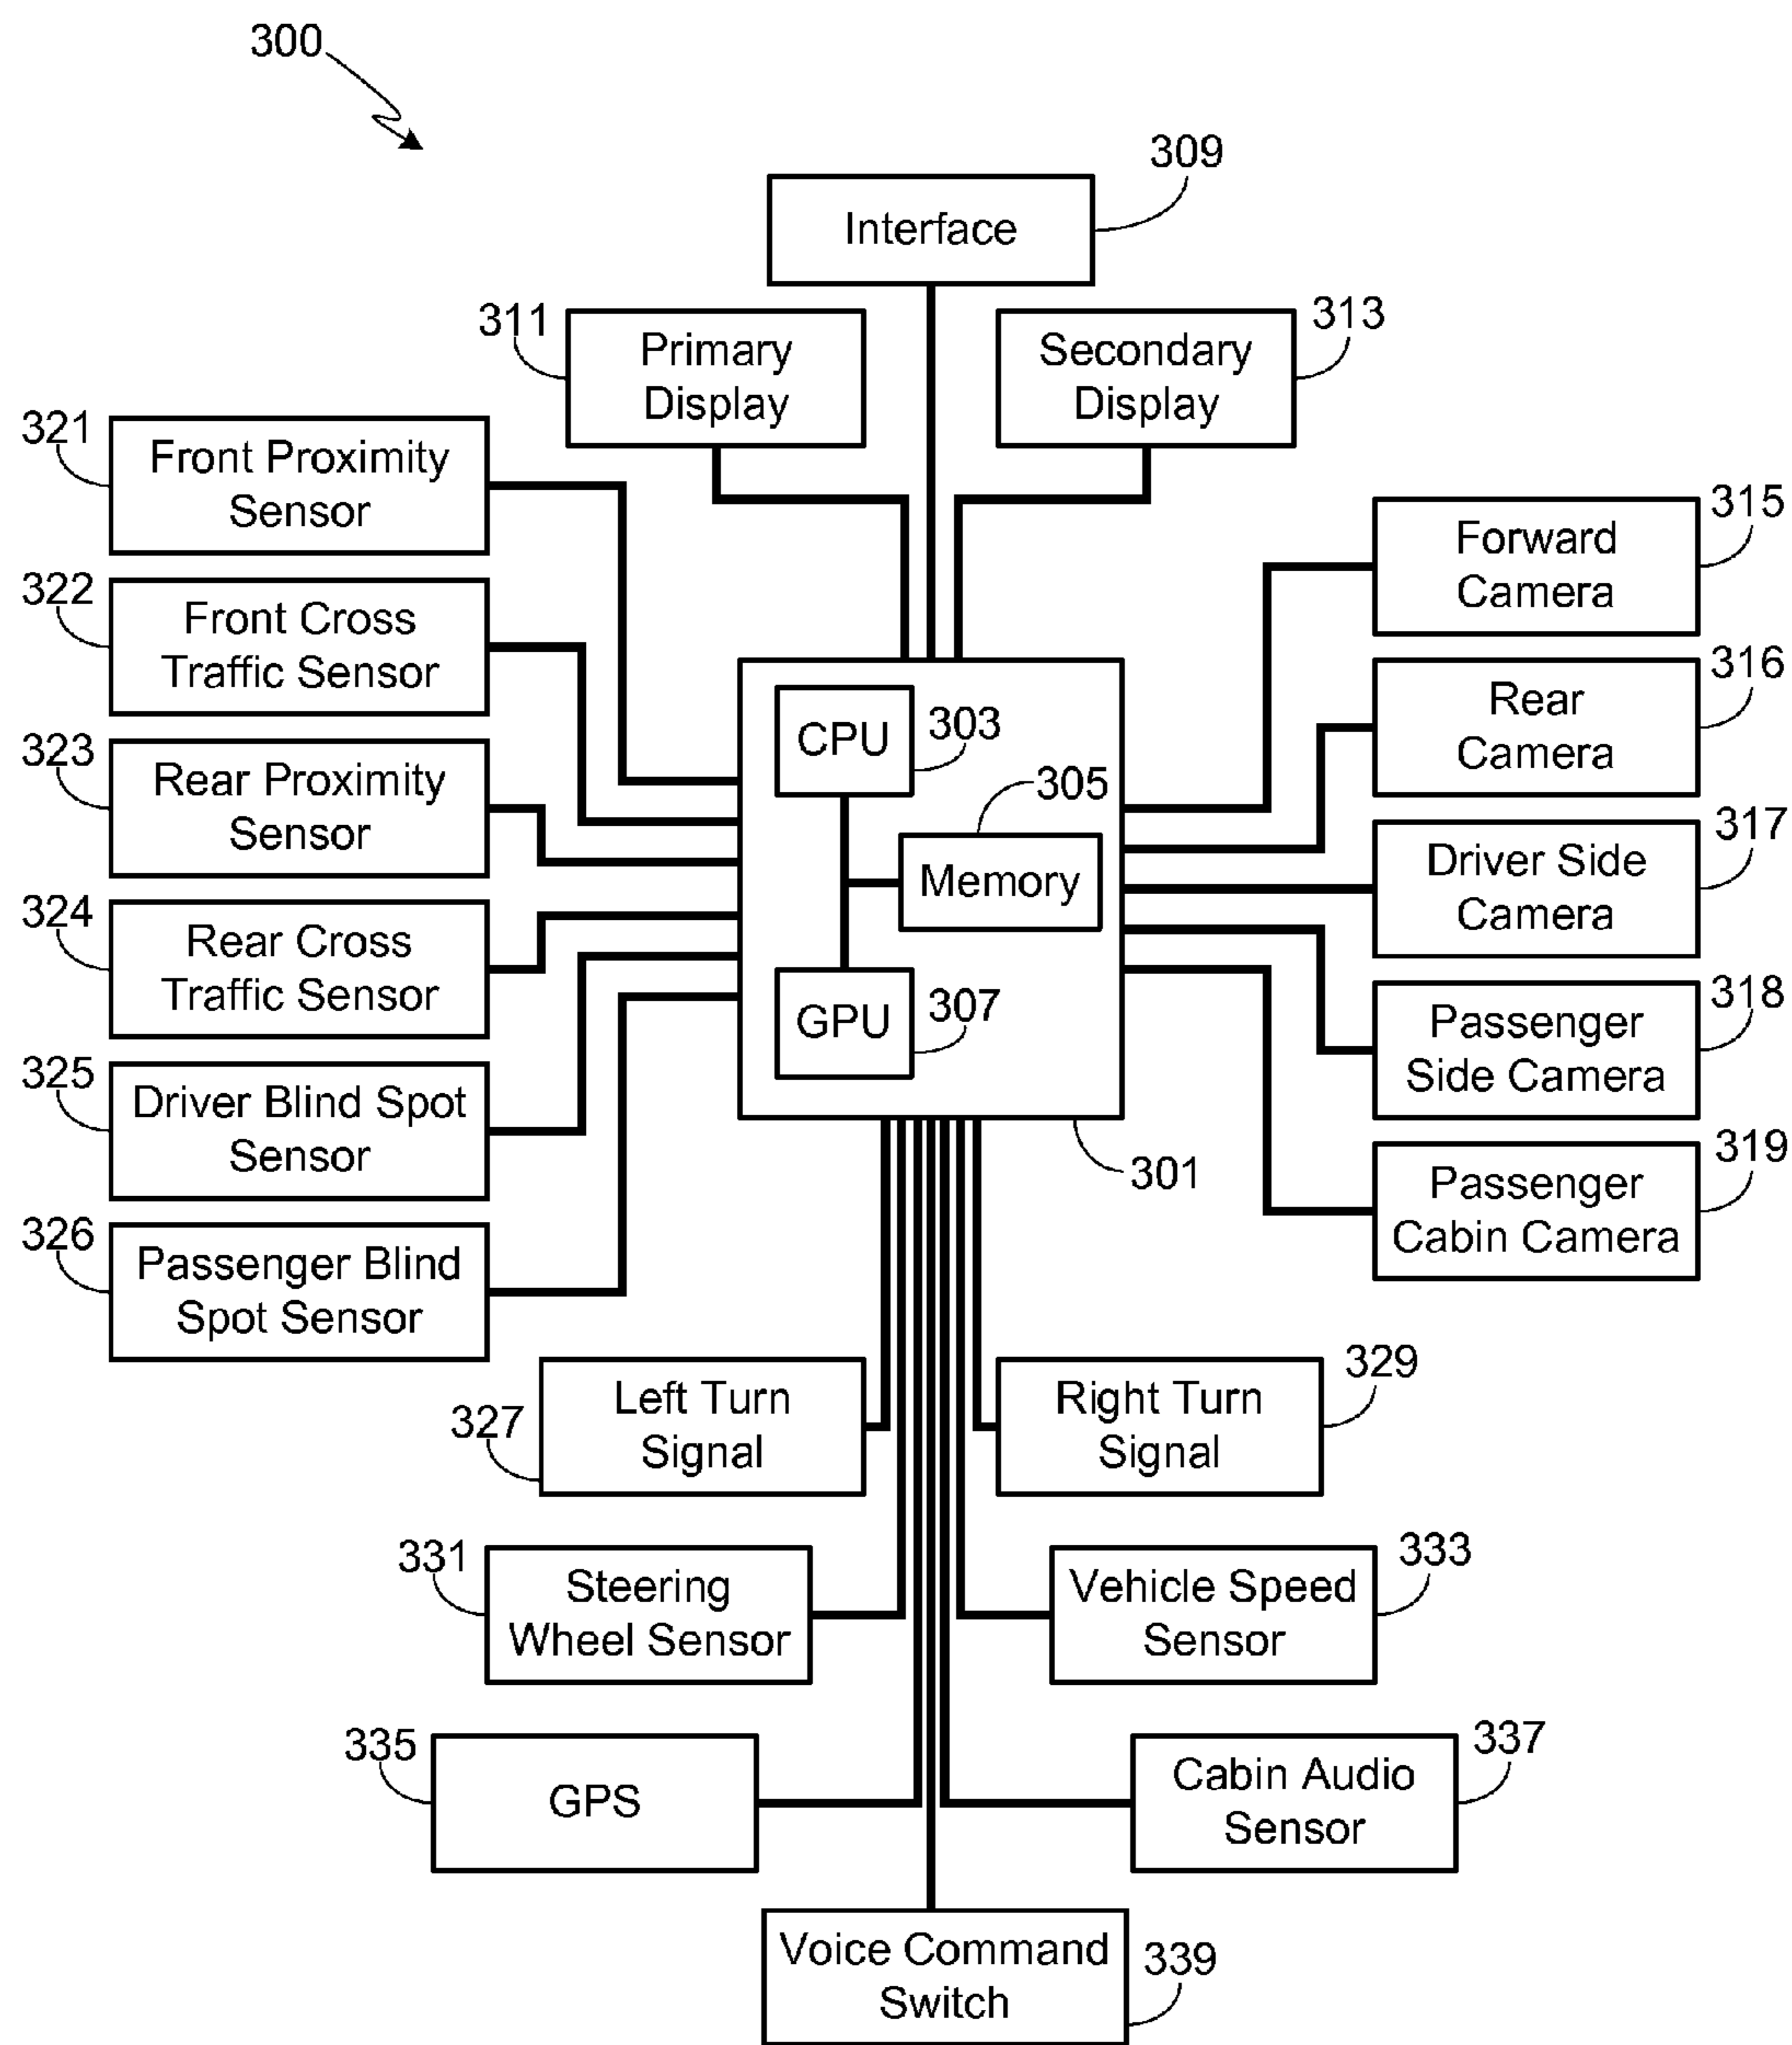 300
309
Interface
311
Primary
Display
313
Secondary
Display
321
Front Proximity
Sensor
322
Front Cross
Traffic Sensor
323
Rear Proximity
Sensor
324
Rear Cross
Traffic Sensor
325
Driver Blind Spot
Sensor
326
Passenger Blind
Spot Sensor
CPU
303
305
Memory
GPU
307
301
315
Forward
Camera
316
Rear
Camera
317
Driver Side
Camera
318
Passenger
Side Camera
319
Passenger
Cabin Camera
327
Left Turn
Signal
329
Right Turn
Signal
331
Steering
Wheel Sensor
333
Vehicle Speed
Sensor
335
GPS
337
Cabin Audio
Sensor
Voice Command
Switch
339